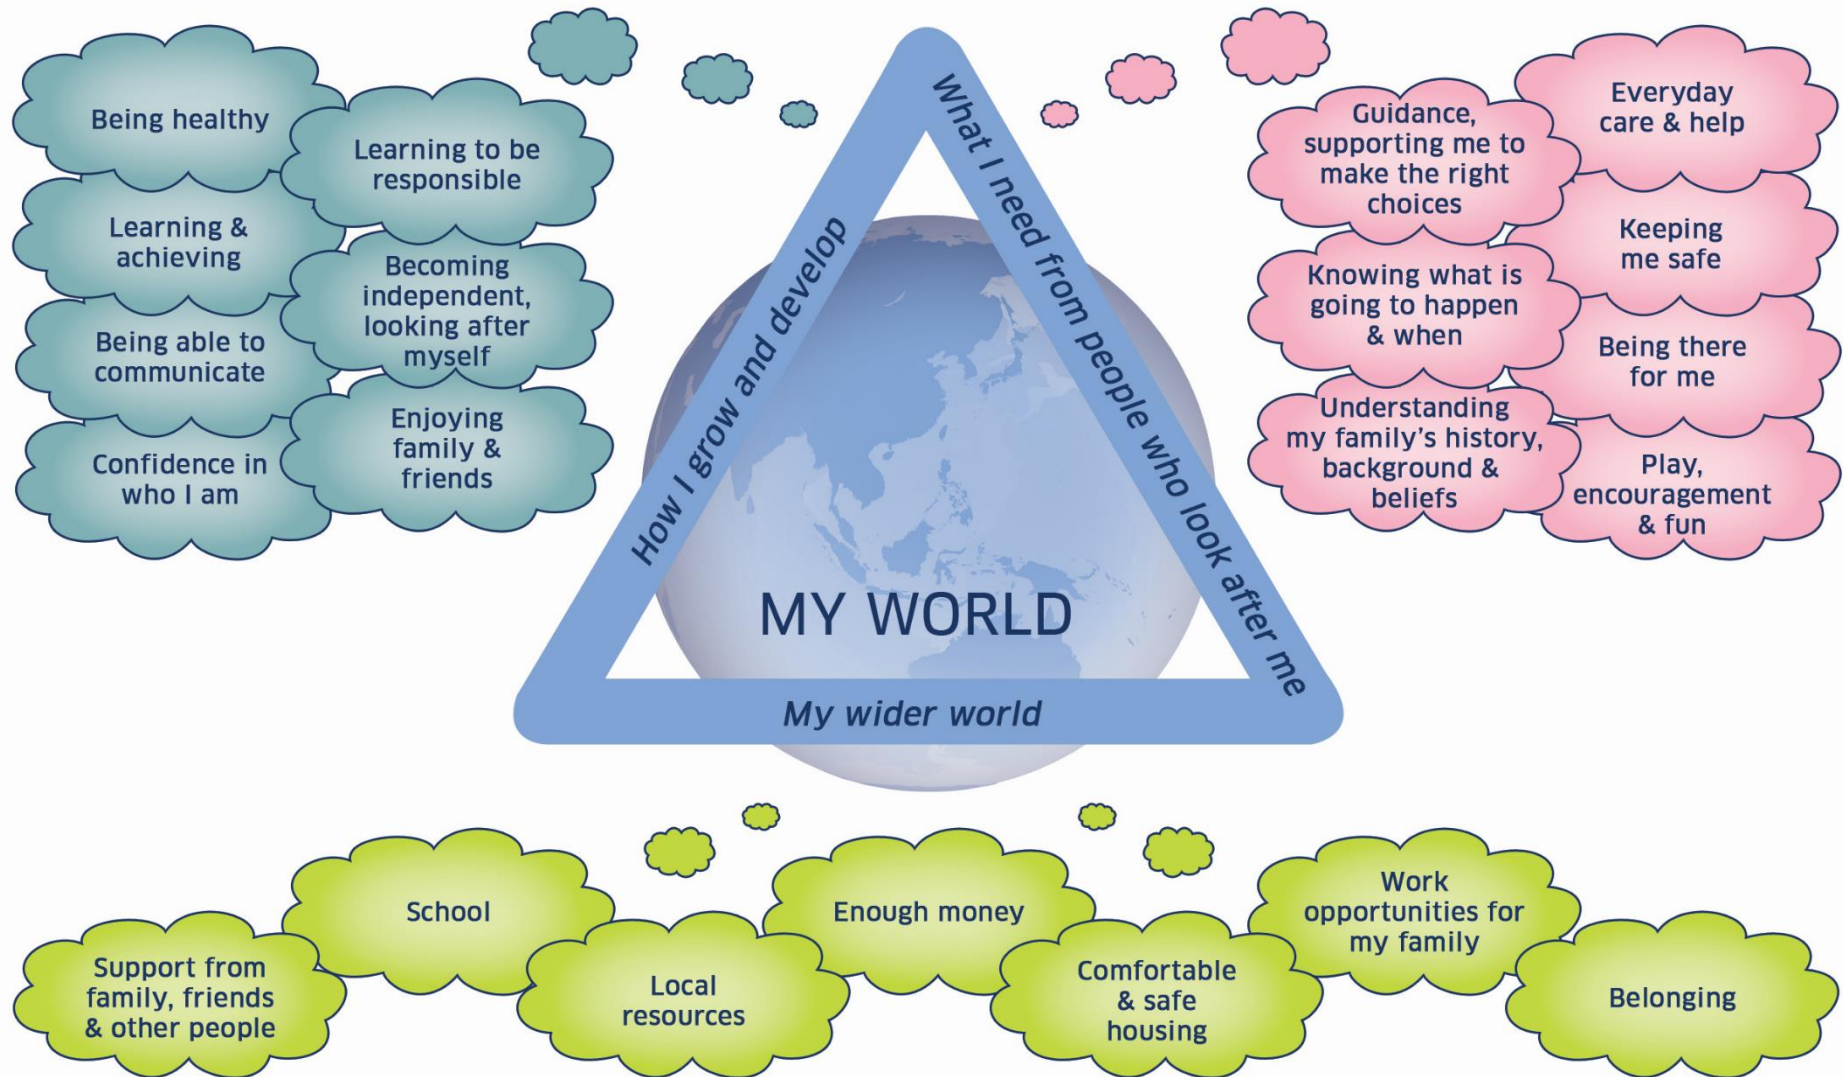 Being healthy
Learning to be
responsible
Learning &
achieving
Becoming
independent,
looking after
myself
Being able to
communicate
Enjoying
family &
friends
Confidence in
who I am
How I grow and develop
What I need from people who look after me
MY WORLD
My wider world
Guidance,
supporting me to
make the right
choices
Everyday
care & help
Keeping
me safe
Knowing what is
going to happen
& when
Being there
for me
Understanding
my family's history,
background &
beliefs
Play,
encouragement
& fun
Support from
family, friends
& other people
School
Local
resources
Enough money
Comfortable
& safe
housing
Work
opportunities for
my family
Belonging